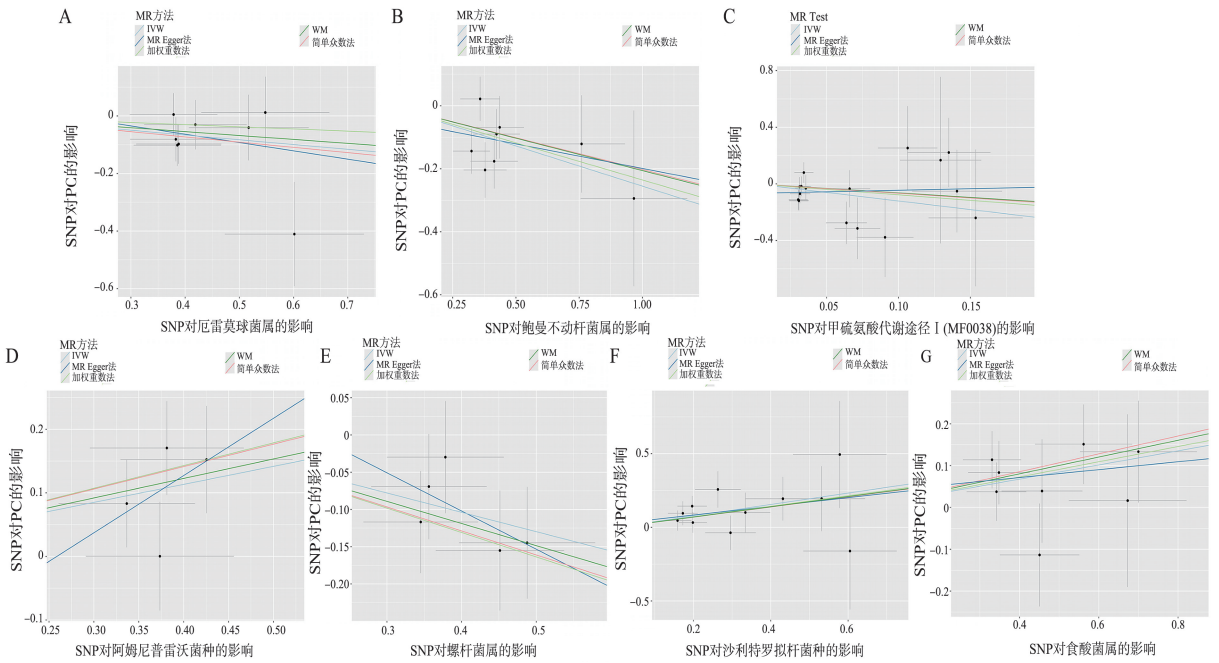 A
MR方法
IVW
MR Egger法
加权重数法
WM
简单众数法
SNP对PC的影响
0
−0.2
−0.4
−0.6
0.3
0.4
0.5
0.6
0.7
SNP对厄雷莫球菌属的影响
B
MR方法
IVW
MR Egger法
加权重数法
WM
简单众数法
SNP对PC的影响
0
−0.2
−0.4
−0.6
0.25
0.50
1.00
SNP对鲍曼不动杆菌属的影响
C
MR Test
IVW
MR Egger法
加权重数法
WM
简单众数法
SNP对PC的影响
0.8
0.4
0
−0.4
0.05
0.10
0.15
SNP对甲硫氨酸代谢途径Ⅰ(MF0038)的影响
D
MR方法
IVW
MR Egger法
加权重数法
WM
简单众数法
SNP对PC的影响
0.2
0.1
0
−0.1
0.25
0.30
0.35
0.40
0.45
0.50
SNP对阿姆尼普雷沃菌种的影响
E
MR方法
IVW
MR Egger法
加权重数法
WM
简单众数法
SNP对PC的影响
0.05
0
−0.05
−0.10
−0.15
−0.20
0.3
0.4
0.5
SNP对螺杆菌属的影响
F
MR方法
IVW
MR Egger法
加权重数法
WM
简单众数法
SNP对PC的影响
0.5
0
−0.5
0.2
0.4
0.6
0.8
SNP对沙利特罗拟杆菌种的影响
G
MR方法
IVW
MR Egger法
加权重数法
WM
简单众数法
SNP对PC的影响
0.2
0.1
0
−0.1
−0.2
0.4
0.6
0.8
SNP对食酸菌属的影响